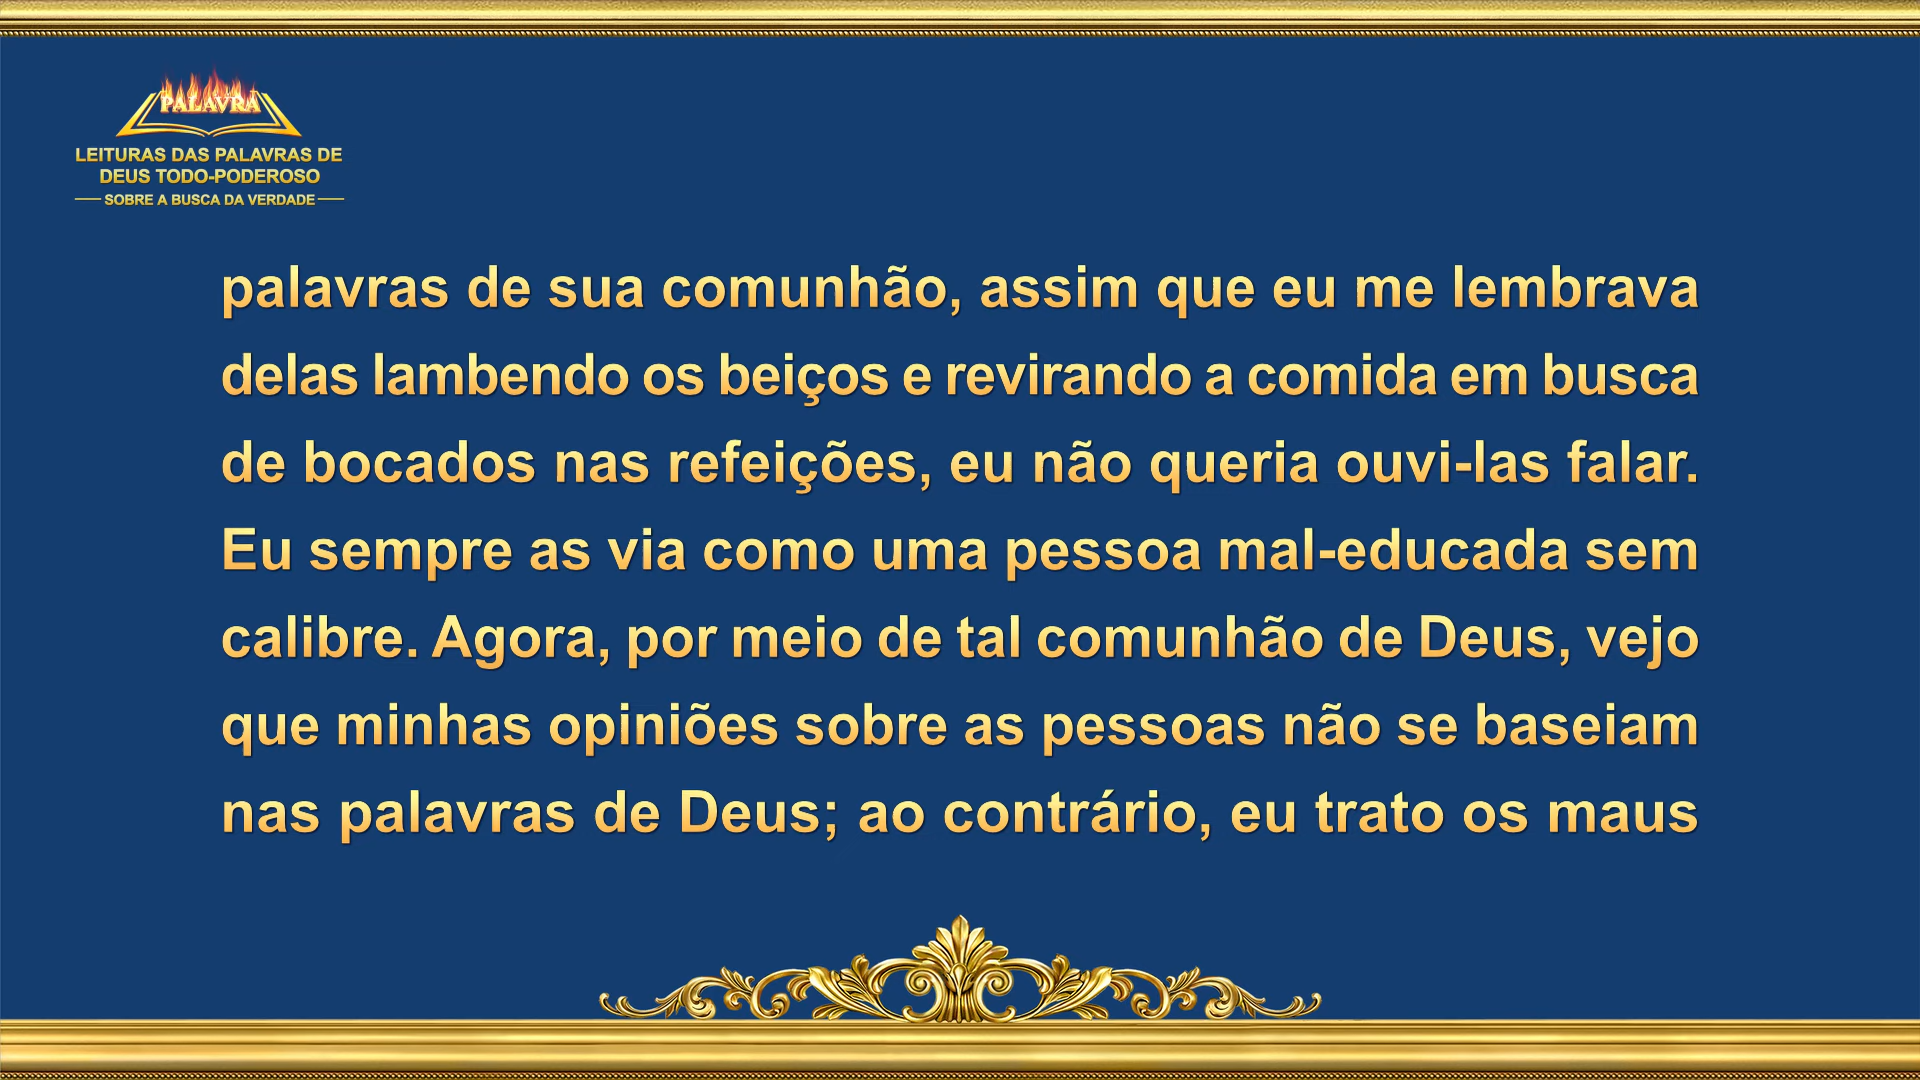 PALAVRA
LEITURAS DAS PALAVRAS DE
DEUS TODO-PODEROSO
SOBRE A BUSCA DA VERDADE
palavras de sua comunhão, assim que eu me lembrava
delas lambendo os beiços e revirando a comida em busca
de bocados nas refeições, eu não queria ouvi-las falar.
Eu sempre as via como uma pessoa mal-educada sem
calibre. Agora, por meio de tal comunhão de Deus, vejo
que minhas opiniões sobre as pessoas não se baseiam
nas palavras de Deus; ao contrário, eu trato os maus